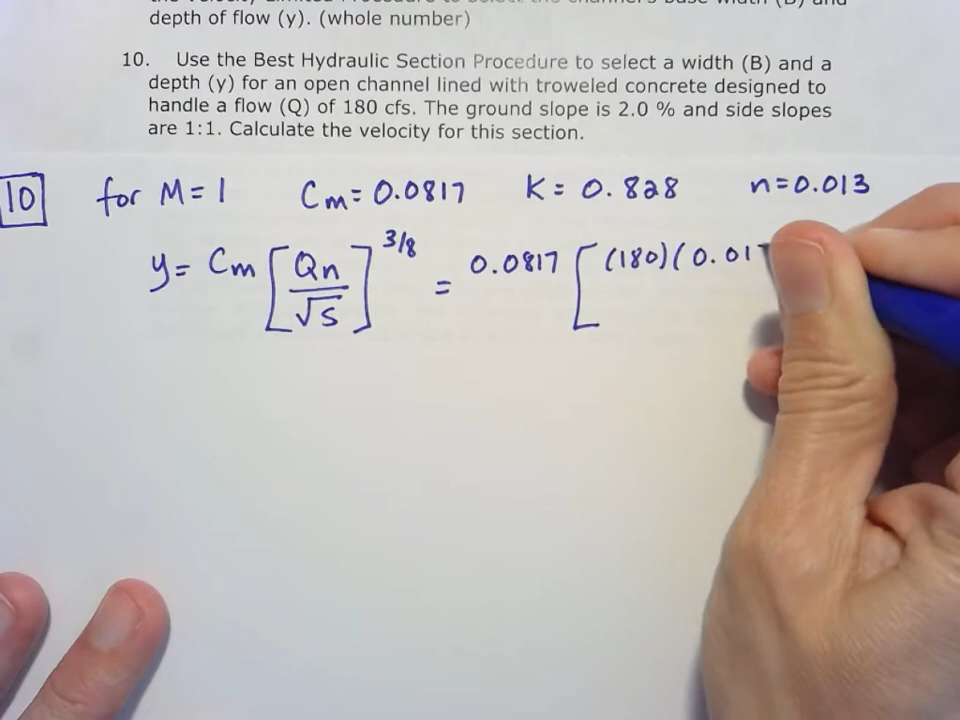 depth of flow (y). (whole number)
10. Use the Best Hydraulic Section Procedure to select a width (B) and a
depth (y) for an open channel lined with troweled concrete designed to
handle a flow (Q) of 180 cfs. The ground slope is 2.0 % and side slopes
are 1:1. Calculate the velocity for this section.
10 for M = 1 Cm = 0.0817 K = 0.828 n = 0.013
y = Cm [Qn/√S]^3/8 = 0.0817 [(180)(0.01